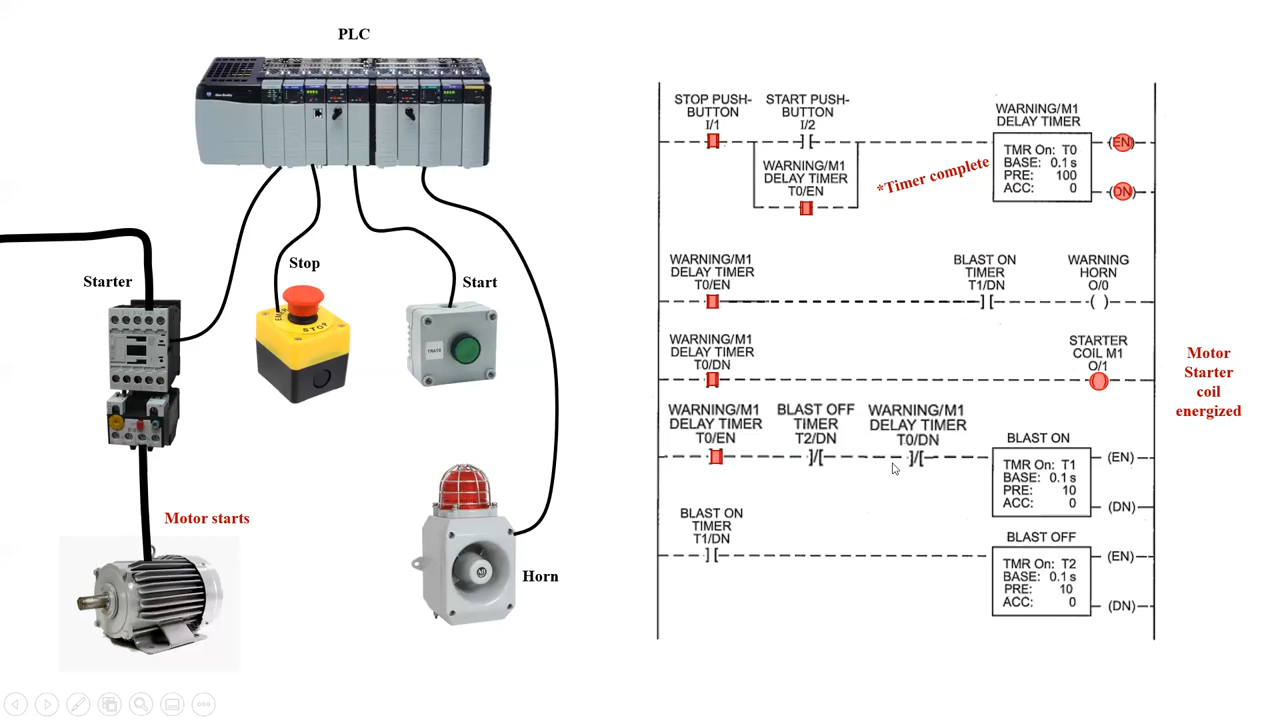 PLC
Starter
Stop
Start
STOP
START
Motor starts
Horn
AB
STOP PUSH-
BUTTON
I/1
START PUSH-
BUTTON
I/2
WARNING/M1
DELAY TIMER
T0/EN
*Timer complete
WARNING/M1
DELAY TIMER
TMR On: T0
BASE: 0.1 s
PRE: 100
ACC: 0
(EN)
(DN)
WARNING/M1
DELAY TIMER
T0/EN
BLAST ON
TIMER
T1/DN
WARNING
HORN
O/0
WARNING/M1
DELAY TIMER
T0/DN
STARTER
COIL M1
O/1
Motor
Starter
coil
energized
WARNING/M1
DELAY TIMER
T0/EN
BLAST OFF
TIMER
T2/DN
WARNING/M1
DELAY TIMER
T0/DN
BLAST ON
TMR On: T1
BASE: 0.1 s
PRE: 10
ACC: 0
(EN)
(DN)
BLAST ON
TIMER
T1/DN
BLAST OFF
TMR On: T2
BASE: 0.1 s
PRE: 10
ACC: 0
(EN)
(DN)